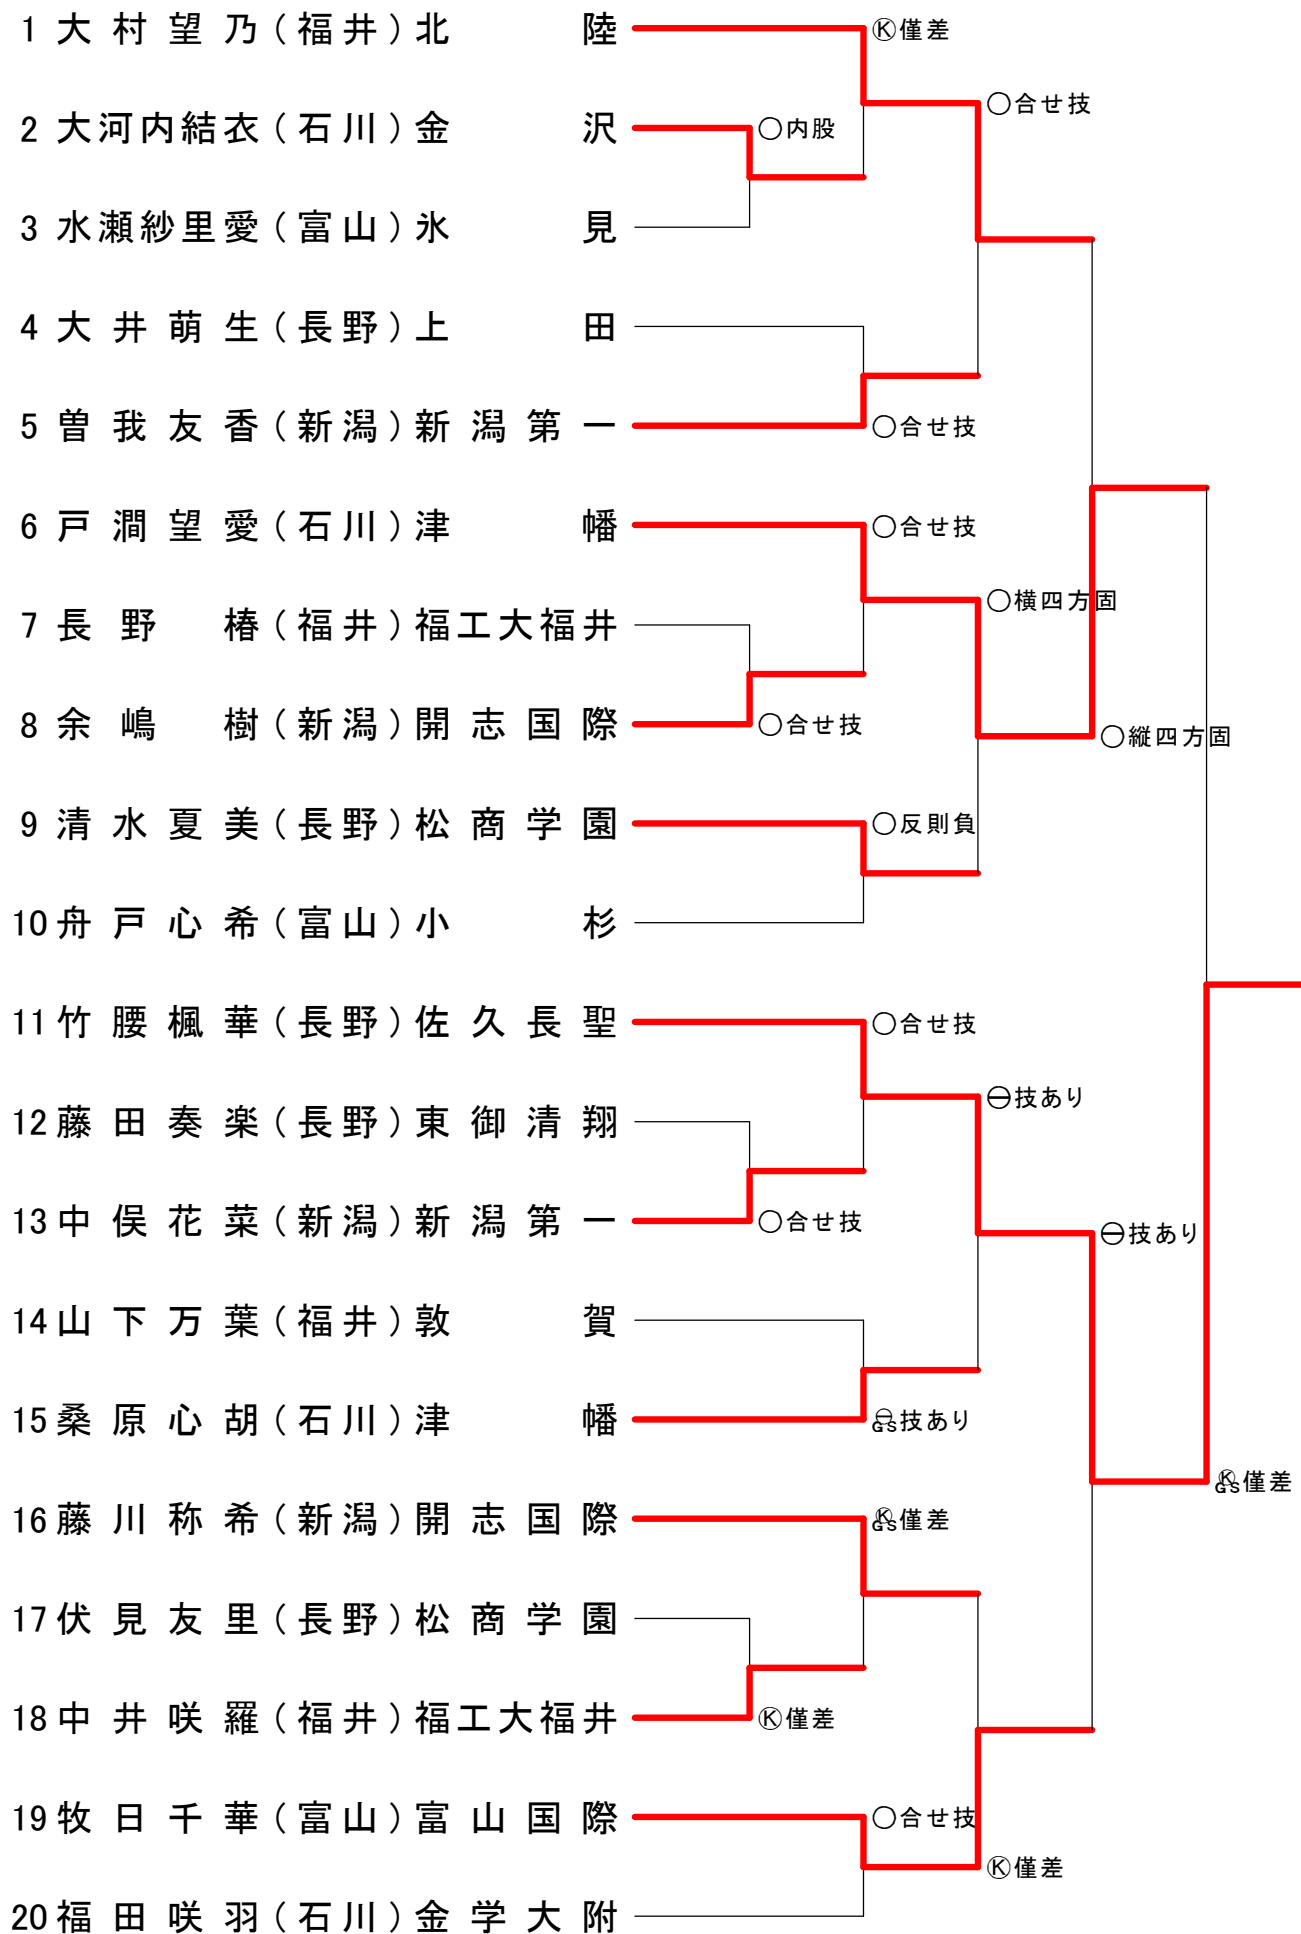 1 大村望乃(福井)北陸 Ⓚ僅差
○合せ技
2 大河内結衣(石川)金沢 ○内股
3 水瀬紗里愛(富山)氷見
4 大井萌生(長野)上田
5 曽我友香(新潟)新潟第一 ○合せ技
6 戸澗望愛(石川)津幡 ○合せ技
○横四方固
7 長野椿(福井)福工大福井
8 余嶋樹(新潟)開志国際 ○合せ技
○縦四方固
9 清水夏美(長野)松商学園 ○反則負
10 舟戸心希(富山)小杉
11 竹腰楓華(長野)佐久長聖 ○合せ技
㊀技あり
12 藤田奏楽(長野)東御清翔
13 中俣花菜(新潟)新潟第一 ○合せ技
㊀技あり
14 山下万葉(福井)敦賀
15 桑原心胡(石川)津幡 ㊀GS技あり
ⓀGS僅差
16 藤川称希(新潟)開志国際 ⓀGS僅差
17 伏見友里(長野)松商学園
18 中井咲羅(福井)福工大福井 Ⓚ僅差
19 牧日千華(富山)富山国際 ○合せ技
Ⓚ僅差
20 福田咲羽(石川)金学大附